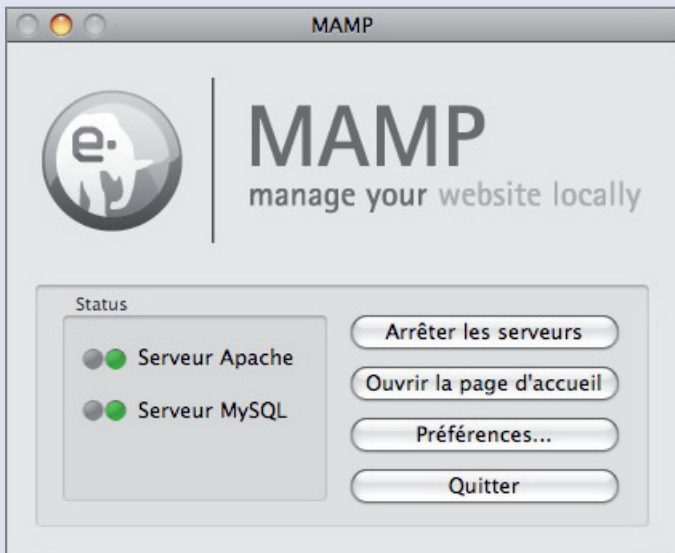 MAMP
e.
MAMP
manage your website locally
Status
Serveur Apache
Serveur MySQL
Arrêter les serveurs
Ouvrir la page d'accueil
Préférences...
Quitter